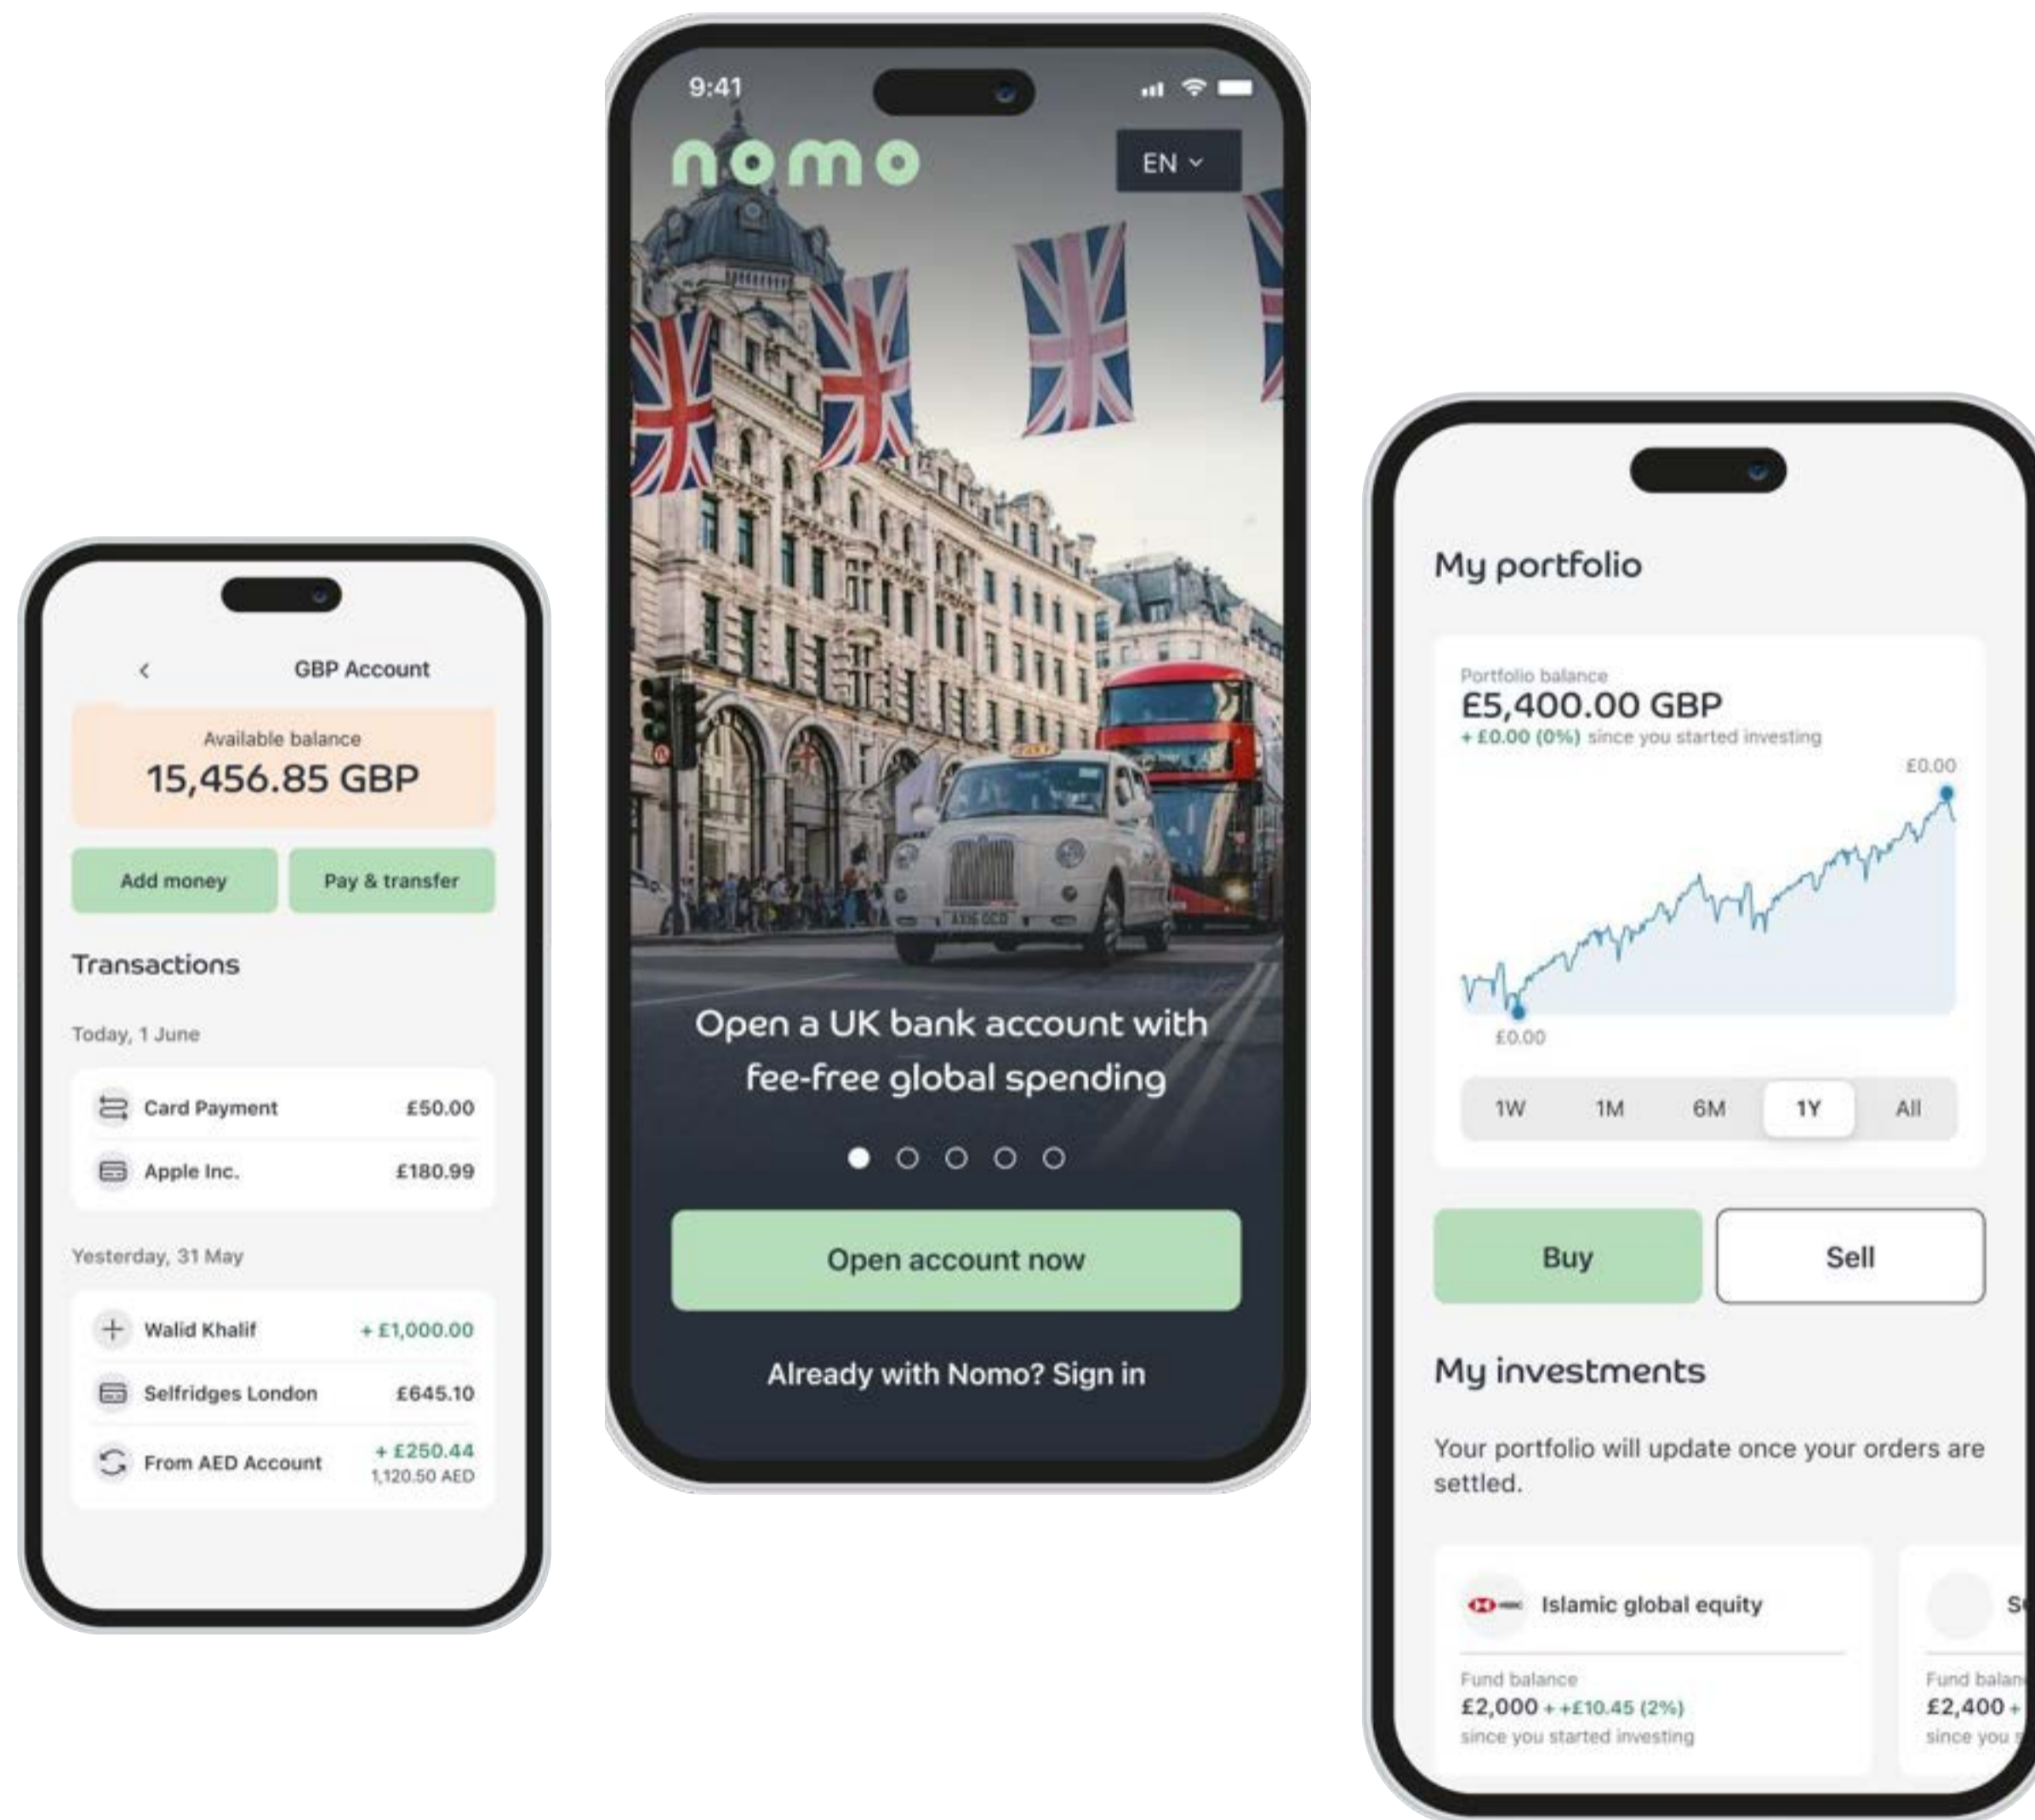 GBP Account
Available balance
15,456.85 GBP
Add money
Pay & transfer
Transactions
Today, 1 June
Card Payment £50.00
Apple Inc. £180.99
Yesterday, 31 May
Walid Khalif + £1,000.00
Selfridges London £645.10
From AED Account + £250.44
1,120.50 AED
9:41
nomo
EN
Open a UK bank account with
fee-free global spending
Open account now
Already with Nomo? Sign in
My portfolio
Portfolio balance
£5,400.00 GBP
+ £0.00 (0%) since you started investing
£0.00
£0.00
1W 1M 6M 1Y All
Buy
Sell
My investments
Your portfolio will update once your orders are
settled.
Islamic global equity
Fund balance
£2,000 + +£10.45 (2%)
since you started investing
£2,400 +
since you